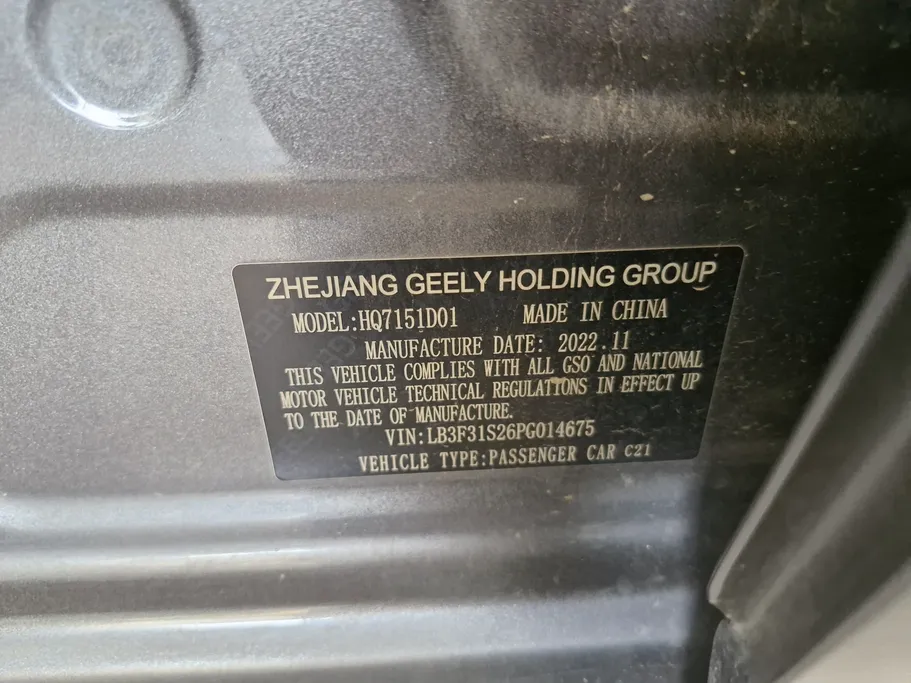 ZHEJIANG GEELY HOLDING GROUP
MODEL:HQ7151D01 MADE IN CHINA
MANUFACTURE DATE: 2022.11
THIS VEHICLE COMPLIES WITH ALL GSO AND NATIONAL
MOTOR VEHICLE TECHNICAL REGULATIONS IN EFFECT UP
TO THE DATE OF MANUFACTURE.
VIN:LB3F31S26PG014675
VEHICLE TYPE:PASSENGER CAR C21